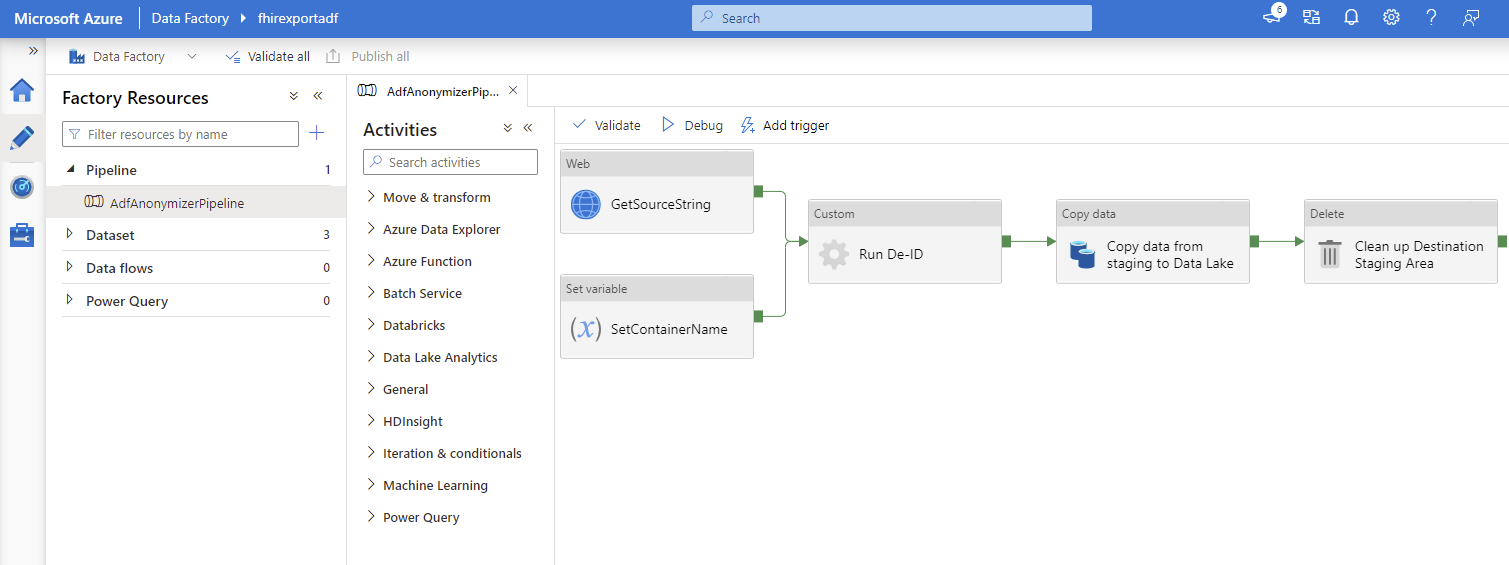 Microsoft Azure
Data Factory
fhirexportadf
Search
6
Data Factory
Validate all
Publish all
Factory Resources
Filter resources by name
Pipeline
1
AdfAnonymizerPipeline
Dataset
3
Data flows
0
Power Query
0
AdfAnonymizerPip...
Activities
Search activities
Move & transform
Azure Data Explorer
Azure Function
Batch Service
Databricks
Data Lake Analytics
General
HDInsight
Iteration & conditionals
Machine Learning
Power Query
Validate
Debug
Add trigger
Web
GetSourceString
Set variable
(x)
SetContainerName
Custom
Run De-ID
Copy data
Copy data from
staging to Data Lake
Delete
Clean up Destination
Staging Area